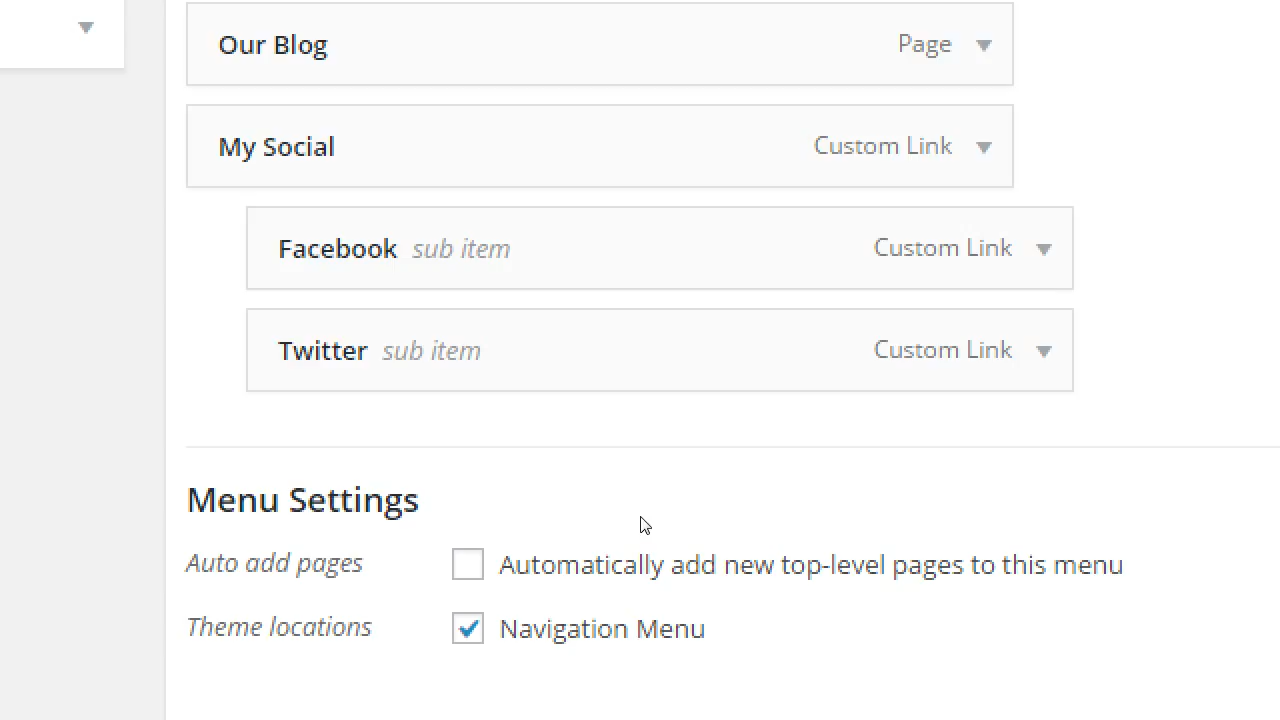 Our Blog Page
My Social Custom Link
Facebook sub item Custom Link
Twitter sub item Custom Link
Menu Settings
Auto add pages Automatically add new top-level pages to this menu
Theme locations Navigation Menu